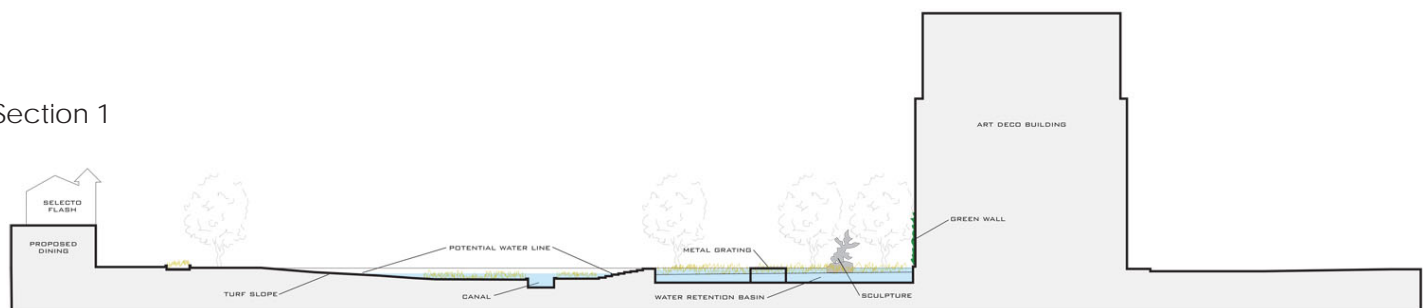 Section 1
ART DECO BUILDING
SELECTO
FLASH
GREEN WALL
PROPOSED
DINING
POTENTIAL WATER LINE
METAL GRATING
TURF SLOPE
CANAL
WATER RETENTION BASIN
SCULPTURE